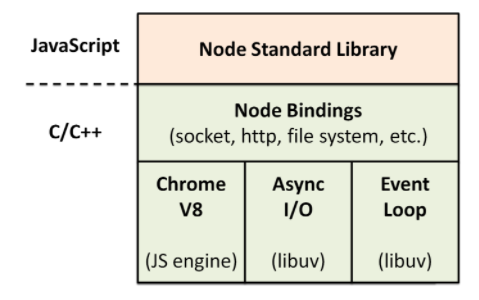 JavaScript
Node Standard Library
C/C++
Node Bindings
(socket, http, file system, etc.)
Chrome
V8
(JS engine)
Async
I/O
(libuv)
Event
Loop
(libuv)